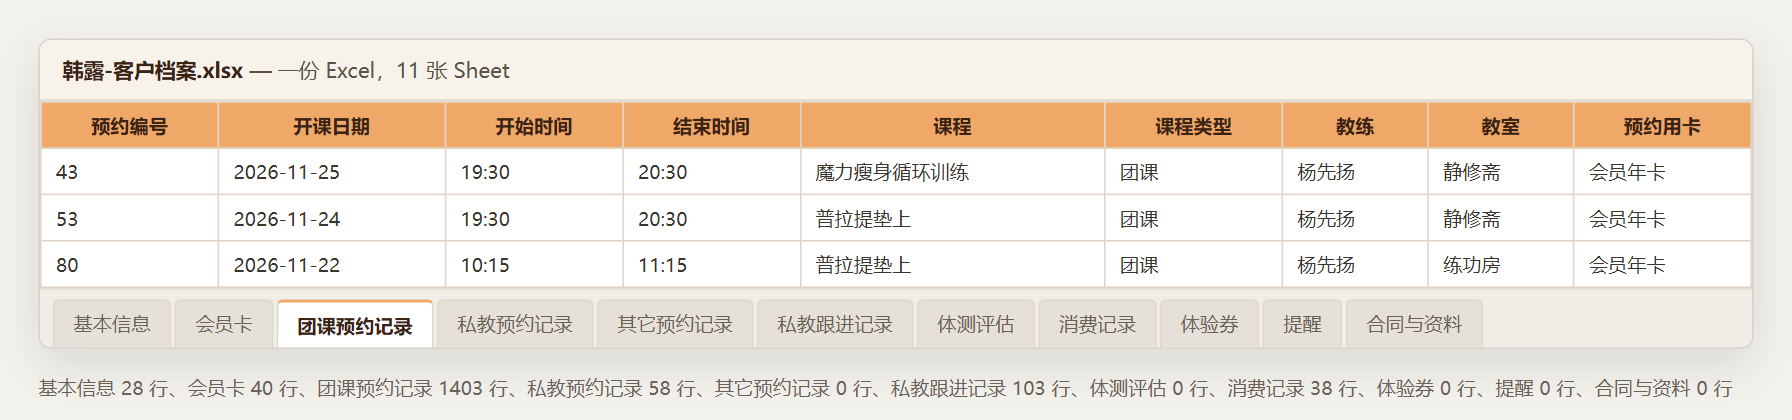 韩露-客户档案.xlsx — 一份 Excel，11 张 Sheet
预约编号 开课日期 开始时间 结束时间 课程 课程类型 教练 教室 预约用卡
43 2026-11-25 19:30 20:30 魔力瘦身循环训练 团课 杨先扬 静修斋 会员年卡
53 2026-11-24 19:30 20:30 普拉提垫上 团课 杨先扬 静修斋 会员年卡
80 2026-11-22 10:15 11:15 普拉提垫上 团课 杨先扬 练功房 会员年卡
基本信息 会员卡 团课预约记录 私教预约记录 其它预约记录 私教跟进记录 体测评估 消费记录 体验券 提醒 合同与资料
基本信息 28 行、会员卡 40 行、团课预约记录 1403 行、私教预约记录 58 行、其它预约记录 0 行、私教跟进记录 103 行、体测评估 0 行、消费记录 38 行、体验券 0 行、提醒 0 行、合同与资料 0 行